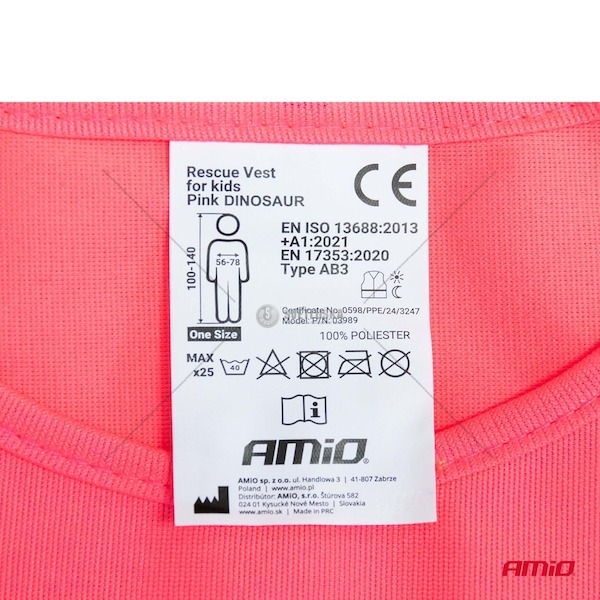 Rescue Vest
for kids
Pink DINOSAUR
CE
EN ISO 13688:2013
+A1:2021
EN 17353:2020
Type AB3
100-140
56-78
One Size
Certificate No. 0598/PPE/24/3247
Model: P/N: 03989
100% POLIESTER
MAX
x25
40
i
AMiO®
AMiO sp. z o.o. ul. Handlowa 3 | 41-807 Zabrze
Poland | www.amio.pl
Distribútor: AMiO, s.r.o. Štúrova 582
024 01 Kysucké Nové Mesto | Slovakia
www.amio.sk | Made in PRC
AMiO